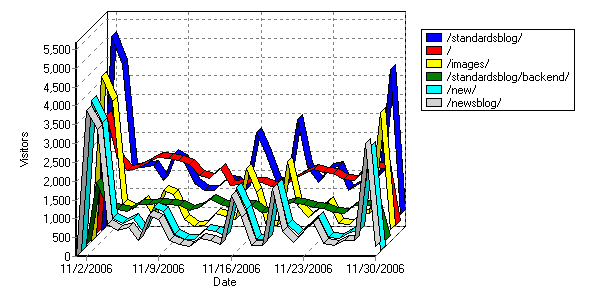 5,500
5,000
4,500
4,000
3,500
3,000
2,500
2,000
1,500
1,000
500
0
Visitors
11/2/2006 11/9/2006 11/16/2006 11/23/2006 11/30/2006
Date
/standardsblog/
/
/images/
/standardsblog/backend/
/new/
/newsblog/